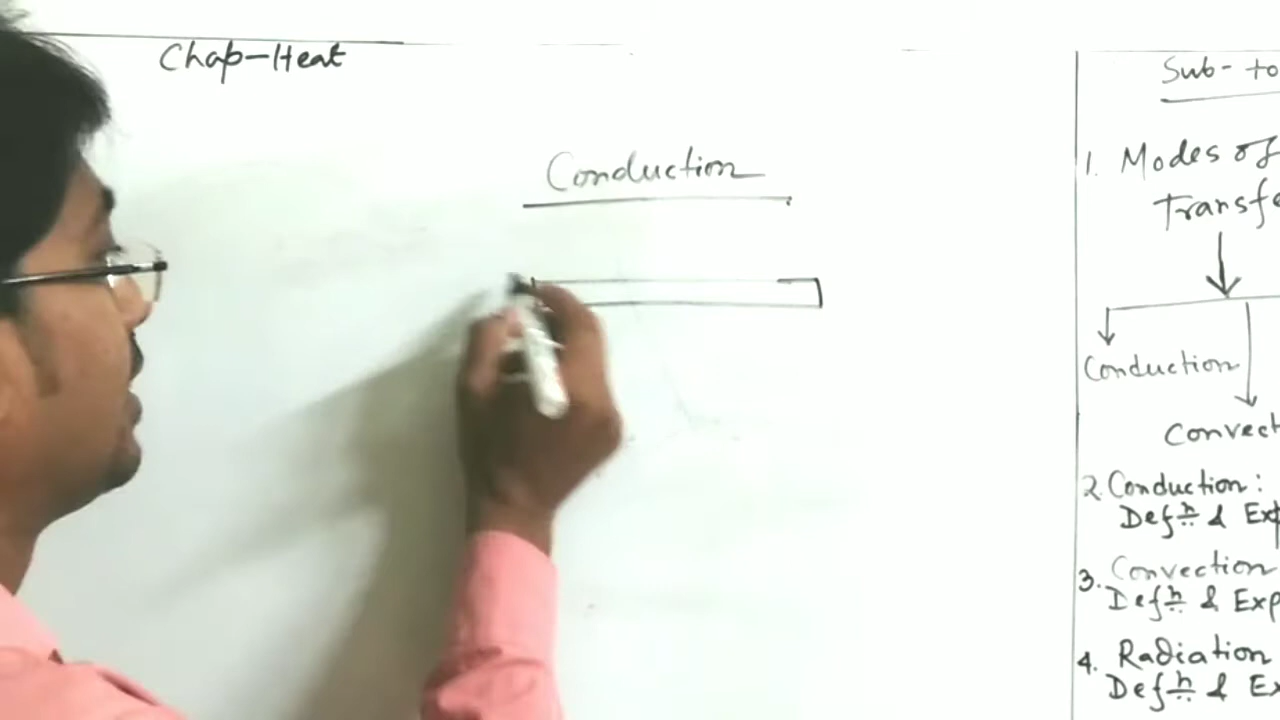 Chap-Heat
Conduction
Sub-to
1. Modes of
Transfe
Conduction
Convect
2. Conduction:
Defn & Exp
3. Convection
Defn & Exp
4. Radiation
Defn & Ex